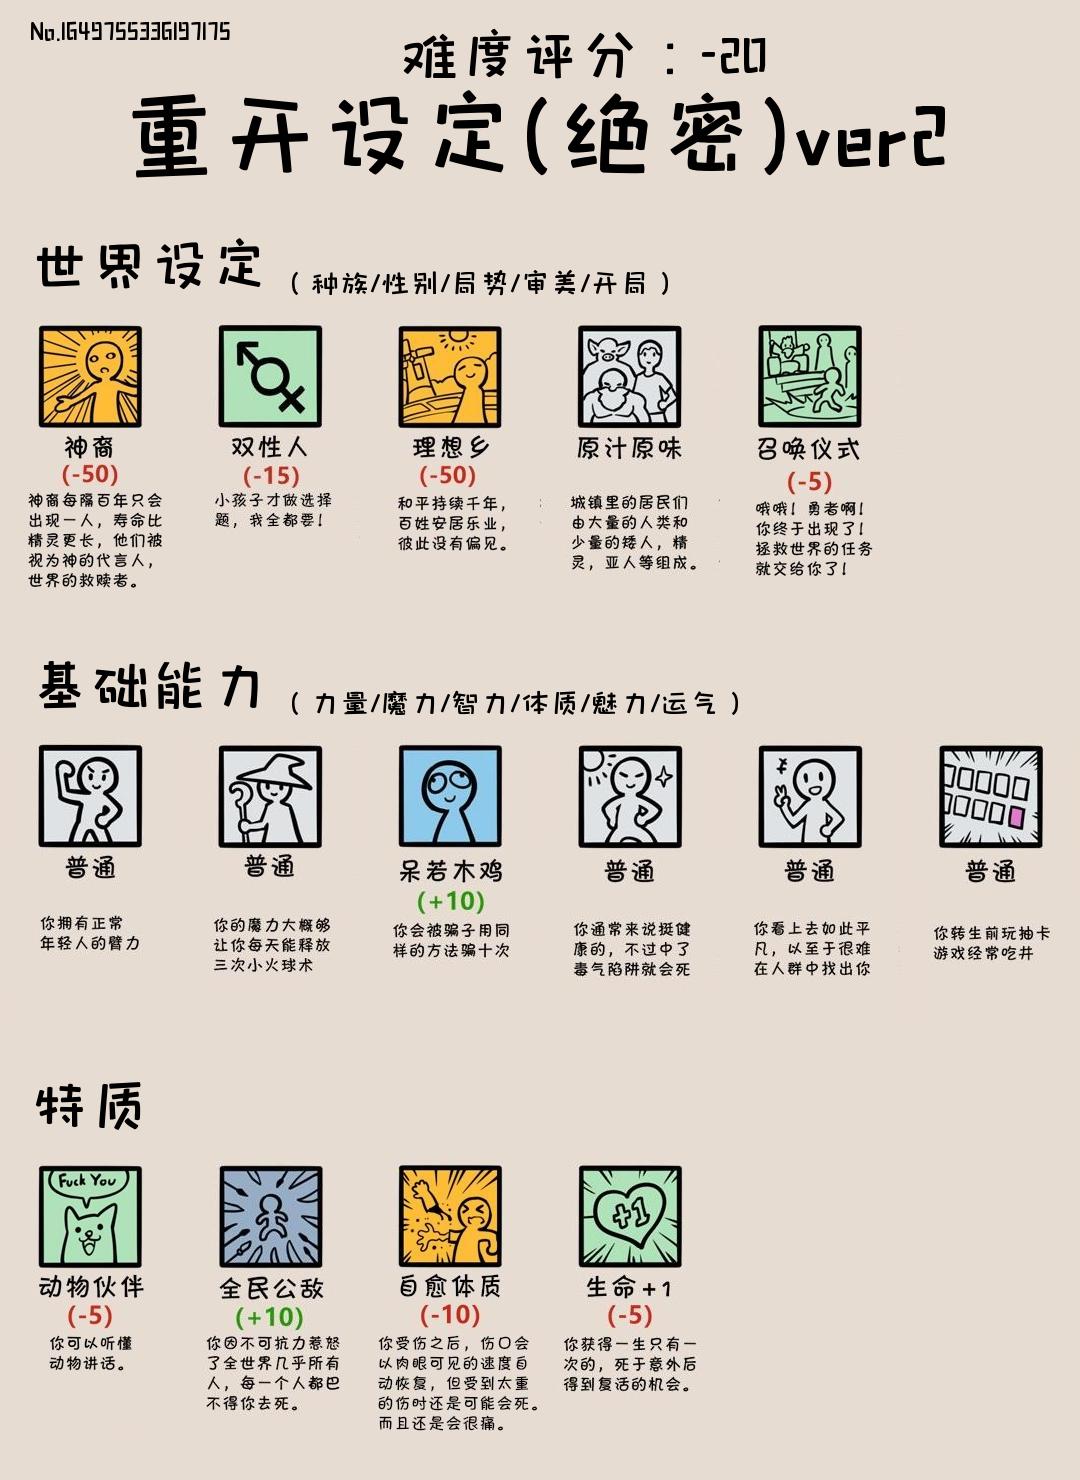 No.1649755336197175
难度评分：-20
重开设定(绝密)ver2
世界设定（种族/性别/局势/审美/开局）
神裔
(-50)
神裔每隔百年只会
出现一人，寿命比
精灵更长，他们被
视为神的代言人，
世界的救赎者。
双性人
(-15)
小孩子才做选择
题，我全都要！
理想乡
(-50)
和平持续千年，
百姓安居乐业，
彼此没有偏见。
原汁原味
城镇里的居民们
由大量的人类和
少量的矮人，精
灵，亚人等组成。
召唤仪式
(-5)
哦哦！勇者啊！
你终于出现了！
拯救世界的任务
就交给你了！
基础能力（力量/魔力/智力/体质/魅力/运气）
普通
你拥有正常
年轻人的臂力
普通
你的魔力大概够
让你每天能释放
三次小火球术
呆若木鸡
(+10)
你会被骗子用同
样的方法骗十次
普通
你通常来说挺健
康的，不过中了
毒气陷阱就会死
普通
你看上去如此平
凡，以至于很难
在人群中找出你
普通
你转生前玩抽卡
游戏经常吃井
特质
Fuck You
动物伙伴
(-5)
你可以听懂
动物讲话。
全民公敌
(+10)
你因不可抗力惹怒
了全世界几乎所有
人，每一个人都巴
不得你去死。
自愈体质
(-10)
你受伤之后，伤口会
以肉眼可见的速度自
动恢复，但受到太重
的伤时还是可能会死。
而且还是会很痛。
+1
生命+1
(-5)
你获得一生只有一
次的，死于意外后
得到复活的机会。